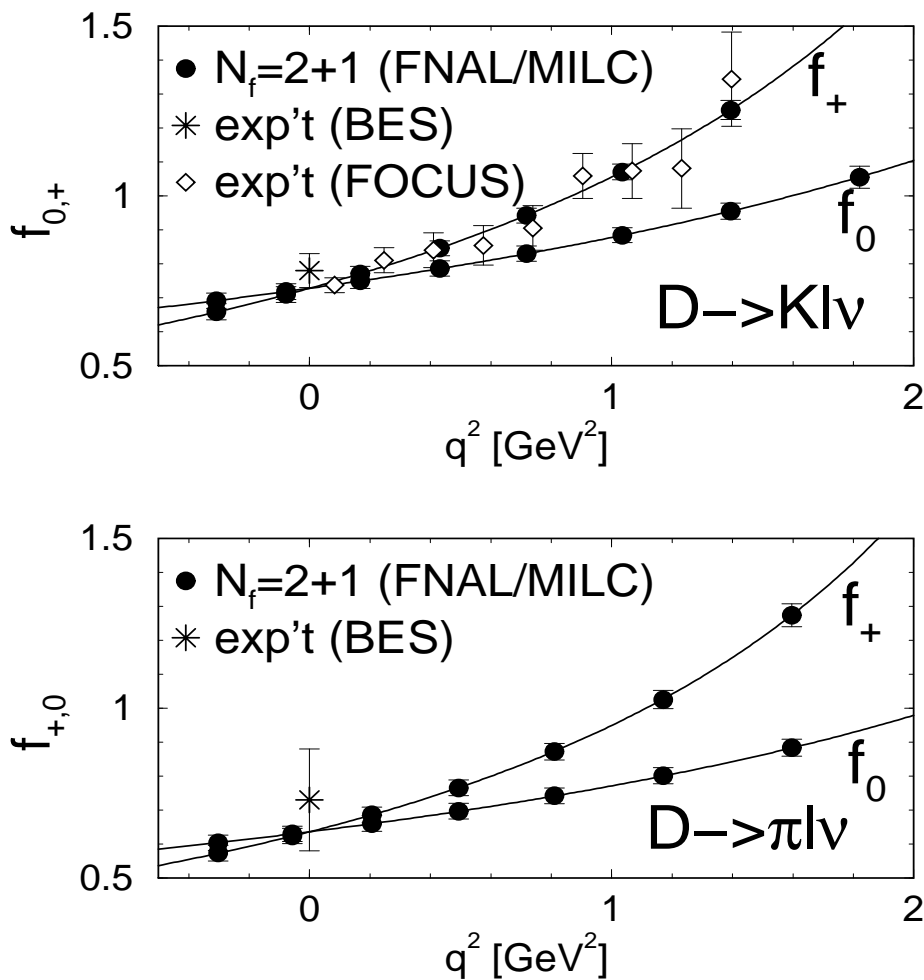 1.5
N_f=2+1 (FNAL/MILC)
exp't (BES)
exp't (FOCUS)
f_+
1
f_{0,+}
f_0
D->Klν
0.5
0 1 2
q^2 [GeV^2]
1.5
N_f=2+1 (FNAL/MILC)
exp't (BES)
f_+
1
f_{+,0}
f_0
D->πlν
0.5
0 1 2
q^2 [GeV^2]